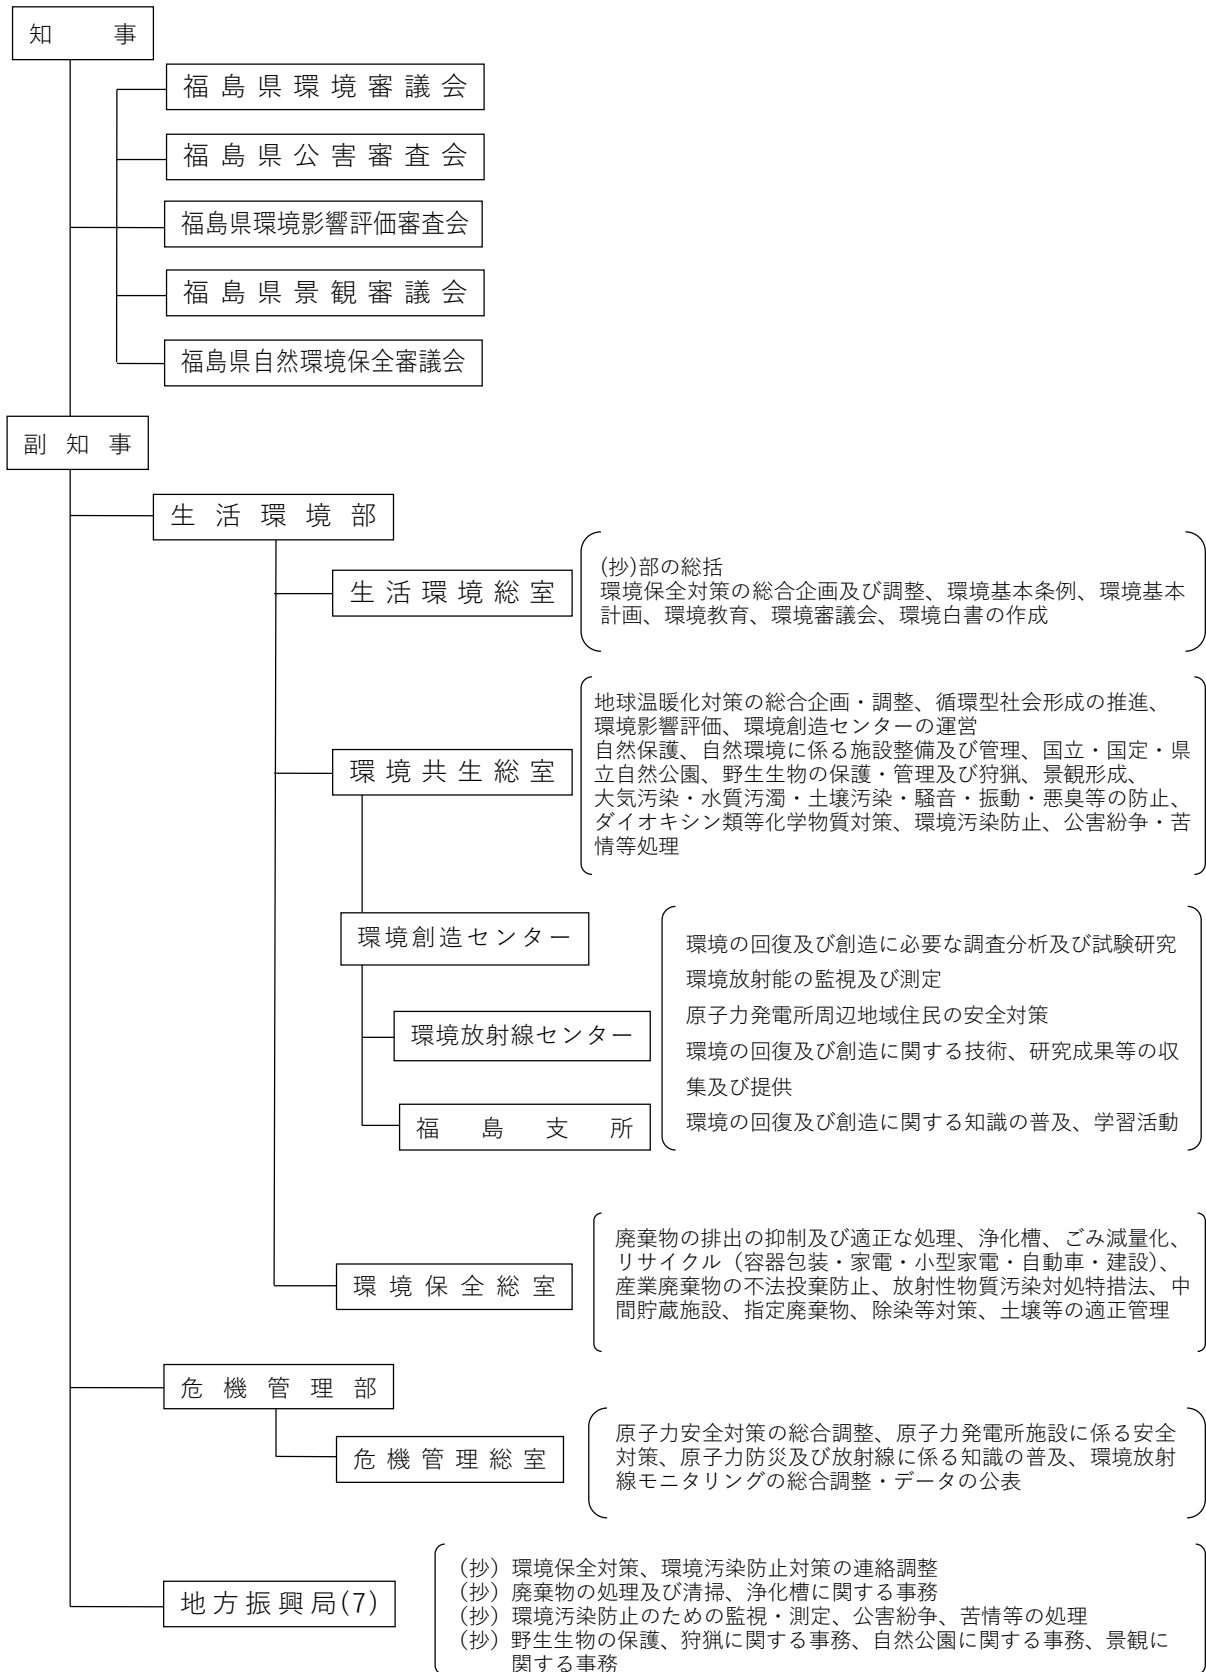 知事
福島県環境審議会
福島県公害審査会
福島県環境影響評価審査会
福島県景観審議会
福島県自然環境保全審議会
副知事
生活環境部
生活環境総室
(抄)部の総括
環境保全対策の総合企画及び調整、環境基本条例、環境基本
計画、環境教育、環境審議会、環境白書の作成
環境共生総室
地球温暖化対策の総合企画・調整、循環型社会形成の推進、
環境影響評価、環境創造センターの運営
自然保護、自然環境に係る施設整備及び管理、国立・国定・県
立自然公園、野生生物の保護・管理及び狩猟、景観形成、
大気汚染・水質汚濁・土壌汚染・騒音・振動・悪臭等の防止、
ダイオキシン類等化学物質対策、環境汚染防止、公害紛争・苦
情等処理
環境創造センター
環境放射線センター
福島支所
環境の回復及び創造に必要な調査分析及び試験研究
環境放射能の監視及び測定
原子力発電所周辺地域住民の安全対策
環境の回復及び創造に関する技術、研究成果等の収
集及び提供
環境の回復及び創造に関する知識の普及、学習活動
環境保全総室
廃棄物の排出の抑制及び適正な処理、浄化槽、ごみ減量化、
リサイクル（容器包装・家電・小型家電・自動車・建設）、
産業廃棄物の不法投棄防止、放射性物質汚染対処特措法、中
間貯蔵施設、指定廃棄物、除染等対策、土壌等の適正管理
危機管理部
危機管理総室
原子力安全対策の総合調整、原子力発電所施設に係る安全
対策、原子力防災及び放射線に係る知識の普及、環境放射
線モニタリングの総合調整・データの公表
地方振興局(7)
（抄）環境保全対策、環境汚染防止対策の連絡調整
（抄）廃棄物の処理及び清掃、浄化槽に関する事務
（抄）環境汚染防止のための監視・測定、公害紛争、苦情等の処理
（抄）野生生物の保護、狩猟に関する事務、自然公園に関する事務、景観に
関する事務